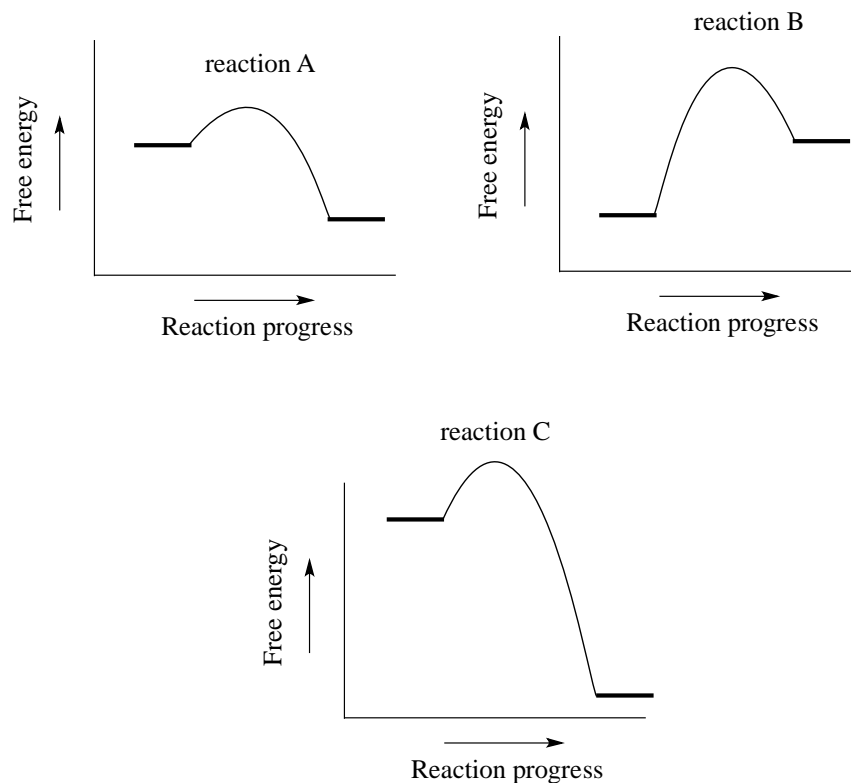 reaction A
Free energy
Reaction progress
reaction B
Free energy
Reaction progress
reaction C
Free energy
Reaction progress